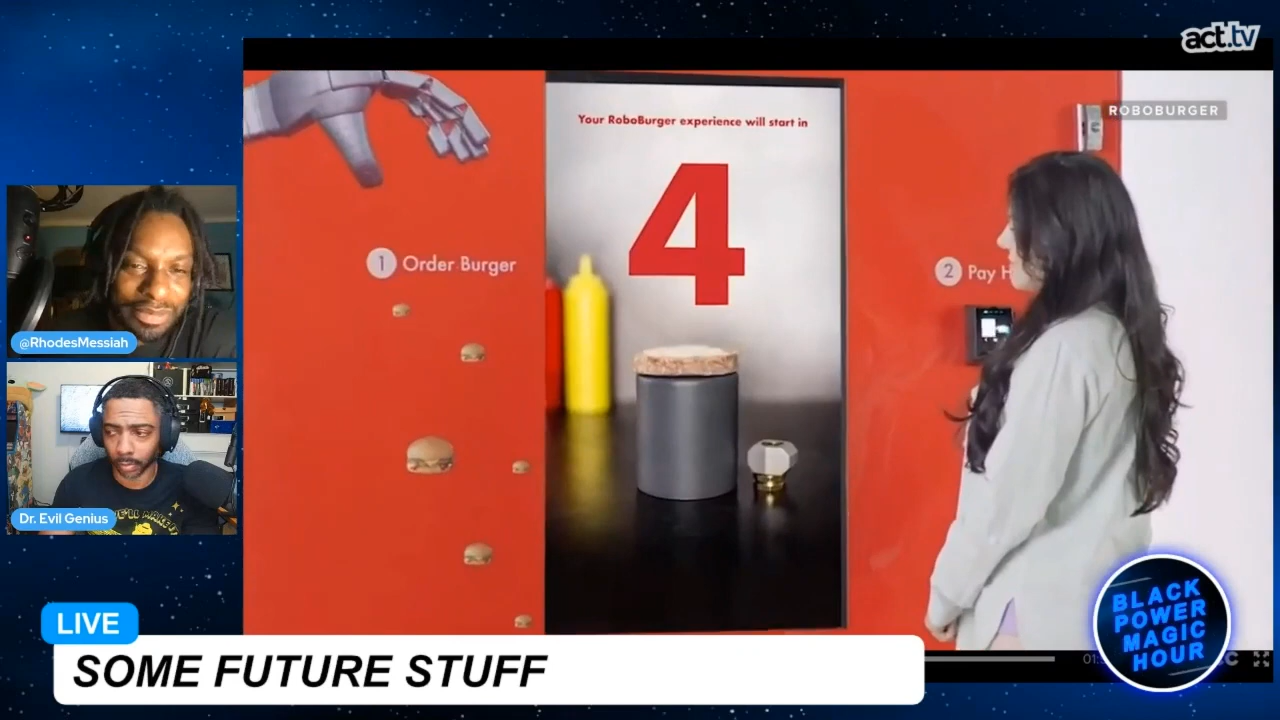 act.tv
ROBOBURGER
Your RoboBurger experience will start in
4
1 Order Burger
2 Pay
@RhodesMessiah
Dr. Evil Genius
LIVE
SOME FUTURE STUFF
BLACK
POWER
MAGIC
HOUR